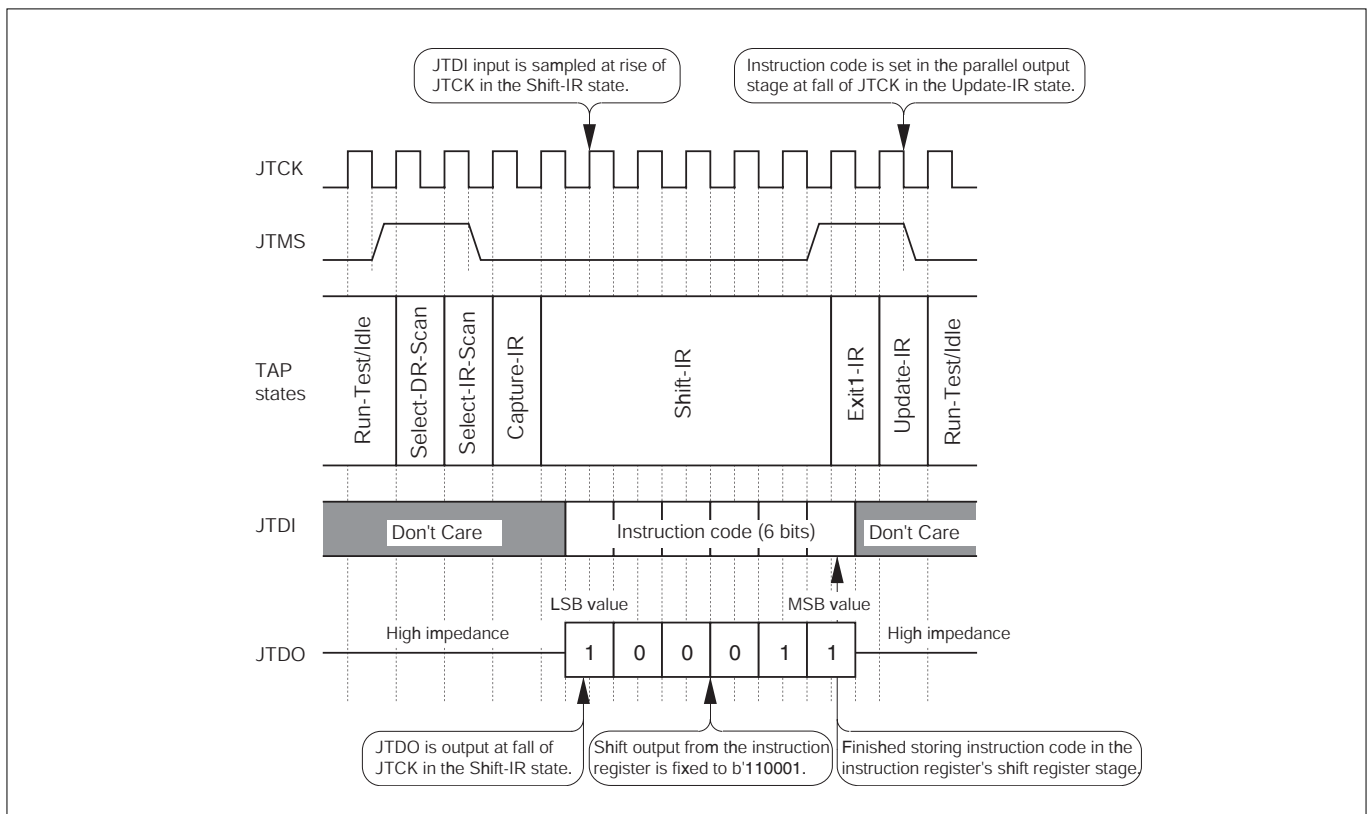 JTDI input is sampled at rise of
JTCK in the Shift-IR state.
Instruction code is set in the parallel output
stage at fall of JTCK in the Update-IR state.
JTCK
JTMS
TAP
states
Run-Test/Idle
Select-DR-Scan
Select-IR-Scan
Capture-IR
Shift-IR
Exit1-IR
Update-IR
Run-Test/Idle
JTDI
Don't Care
Instruction code (6 bits)
Don't Care
LSB value
MSB value
High impedance
High impedance
JTDO
1 0 0 0 1 1
JTDO is output at fall of
JTCK in the Shift-IR state.
Shift output from the instruction
register is fixed to b'110001.
Finished storing instruction code in the
instruction register's shift register stage.